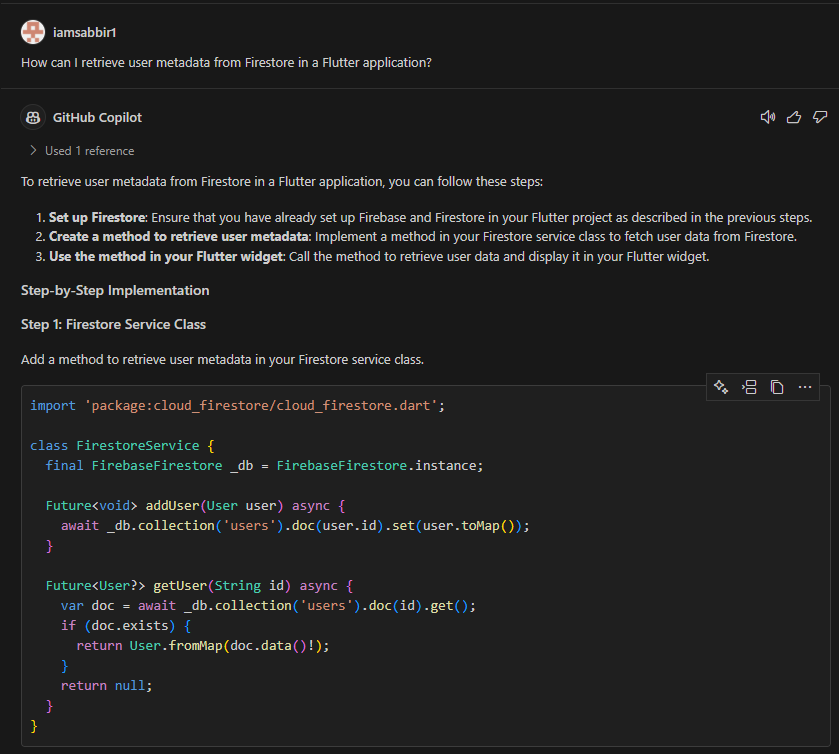 iamsabbir1
How can I retrieve user metadata from Firestore in a Flutter application?
GitHub Copilot
Used 1 reference
To retrieve user metadata from Firestore in a Flutter application, you can follow these steps:
1. Set up Firestore: Ensure that you have already set up Firebase and Firestore in your Flutter project as described in the previous steps.
2. Create a method to retrieve user metadata: Implement a method in your Firestore service class to fetch user data from Firestore.
3. Use the method in your Flutter widget: Call the method to retrieve user data and display it in your Flutter widget.
Step-by-Step Implementation
Step 1: Firestore Service Class
Add a method to retrieve user metadata in your Firestore service class.
import 'package:cloud_firestore/cloud_firestore.dart';
class FirestoreService {
  final FirebaseFirestore _db = FirebaseFirestore.instance;
  Future<void> addUser(User user) async {
    await _db.collection('users').doc(user.id).set(user.toMap());
  }
  Future<User?> getUser(String id) async {
    var doc = await _db.collection('users').doc(id).get();
    if (doc.exists) {
      return User.fromMap(doc.data()!);
    }
    return null;
  }
}